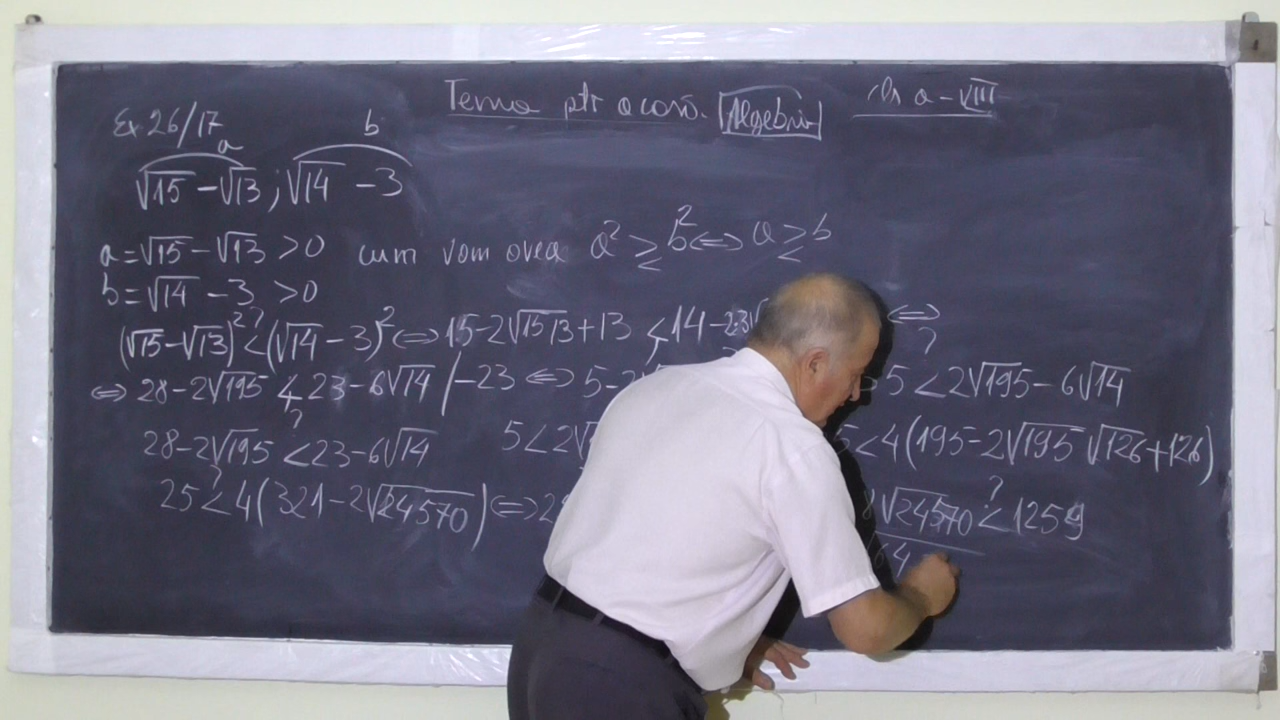 Tema ptr acasă. Algebra cls a-VIII
Ex 26/17
a b
√15 - √13 ; √14 - 3
a = √15 - √13 > 0 cum vom avea a² ≥ b² ⇔ a ≥ b
b = √14 - 3 > 0
(√15 - √13)² <? (√14 - 3)² ⇔ 15 - 2√15 13 + 13 < 14 - 2·3√ ⇔
⇔ 28 - 2√195 <? 23 - 6√14 / -23 ⇔ 5 - 2 5 <? 2√195 - 6√14
28 - 2√195 < 23 - 6√14 5 < 2√ < 4(195 - 2√195 √126 + 126)
25 <? 4(321 - 2√24570) ⇔ 2 8√24570 <? 1259
64